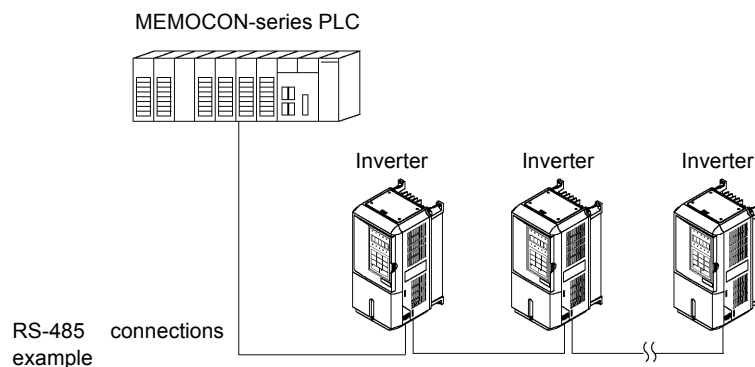 MEMOCON-series PLC
Inverter Inverter Inverter
RS-485 connections
example